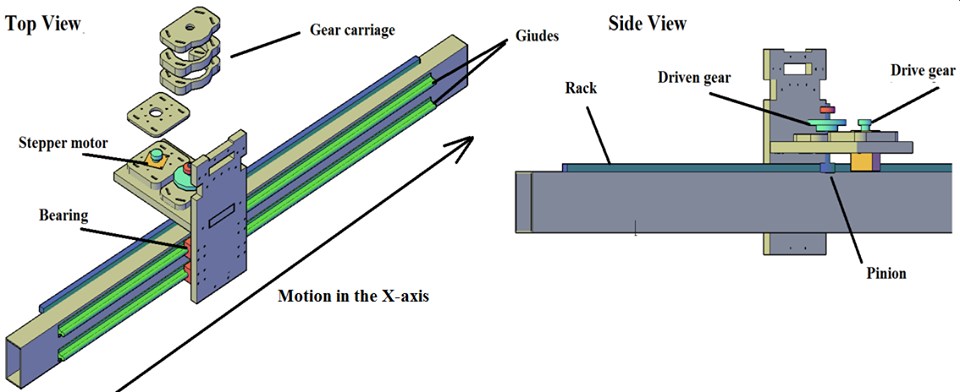 Top View
Gear carriage
Giudes
Stepper motor
Bearing
Motion in the X-axis
Side View
Driven gear
Drive gear
Rack
Pinion